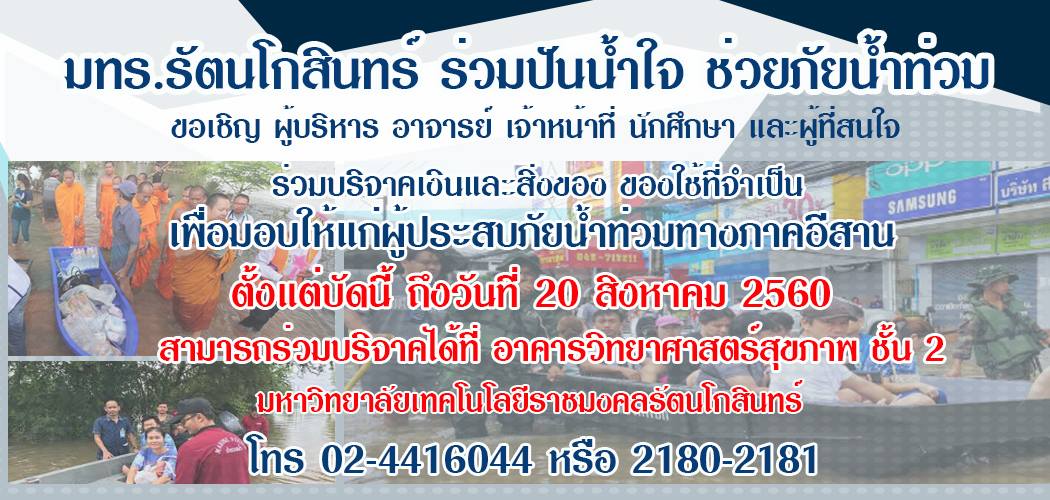 มทร.รัตนโกสินทร์ ร่วมปันน้ำใจ ช่วยภัยน้ำท่วม
ขอเชิญ ผู้บริหาร อาจารย์ เจ้าหน้าที่ นักศึกษา และผู้ที่สนใจ
ร่วมบริจาคเงินและสิ่งของ ของใช้ที่จำเป็น
เพื่อมอบให้แก่ผู้ประสบภัยน้ำท่วมทางภาคอีสาน
ตั้งแต่บัดนี้ ถึงวันที่ 20 สิงหาคม 2560
สามารถร่วมบริจาคได้ที่ อาคารวิทยาศาสตร์สุขภาพ ชั้น 2
มหาวิทยาลัยเทคโนโลยีราชมงคลรัตนโกสินทร์
โทร 02-4416044 หรือ 2180-2181
oppo
SAMSUNG
บริษัท